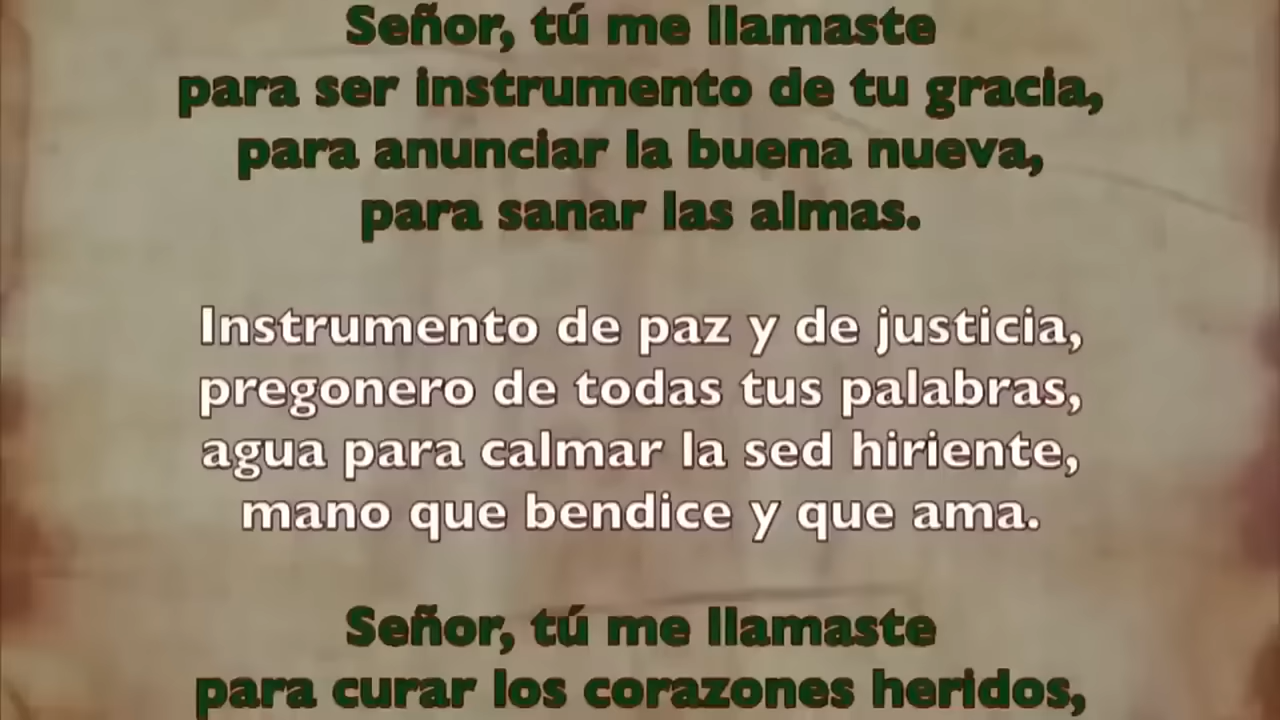 Señor, tú me llamaste
para ser instrumento de tu gracia,
para anunciar la buena nueva,
para sanar las almas.
Instrumento de paz y de justicia,
pregonero de todas tus palabras,
agua para calmar la sed hiriente,
mano que bendice y que ama.
Señor, tú me llamaste
para curar los corazones heridos,